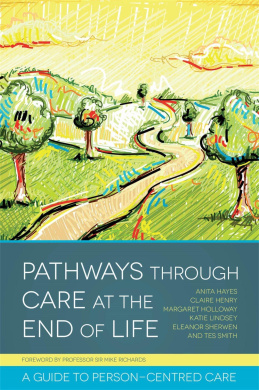 PATHWAYS THROUGH
CARE AT THE
END OF LIFE
ANITA HAYES
CLAIRE HENRY
MARGARET HOLLOWAY
KATIE LINDSEY
ELEANOR SHERWEN
AND TES SMITH
FOREWORD BY PROFESSOR SIR MIKE RICHARDS
A GUIDE TO PERSON-CENTRED CARE